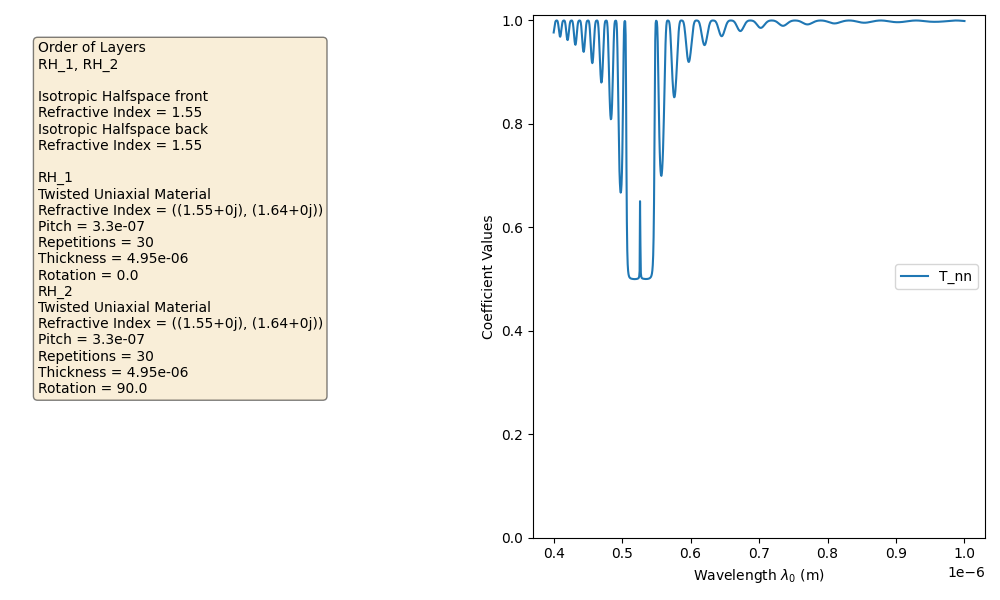 Order of Layers
RH_1, RH_2
Isotropic Halfspace front
Refractive Index = 1.55
Isotropic Halfspace back
Refractive Index = 1.55
RH_1
Twisted Uniaxial Material
Refractive Index = ((1.55+0j), (1.64+0j))
Pitch = 3.3e-07
Repetitions = 30
Thickness = 4.95e-06
Rotation = 0.0
RH_2
Twisted Uniaxial Material
Refractive Index = ((1.55+0j), (1.64+0j))
Pitch = 3.3e-07
Repetitions = 30
Thickness = 4.95e-06
Rotation = 90.0
Coefficient Values
1.0
0.8
0.6
0.4
0.2
0.0
T_nn
0.4 0.5 0.6 0.7 0.8 0.9 1.0
1e−6
Wavelength λ₀ (m)